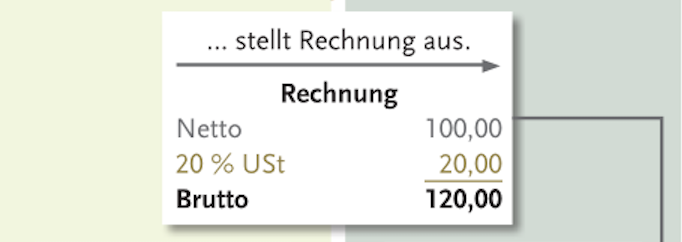 ... stellt Rechnung aus.
Rechnung
Netto 100,00
20 % USt 20,00
Brutto 120,00